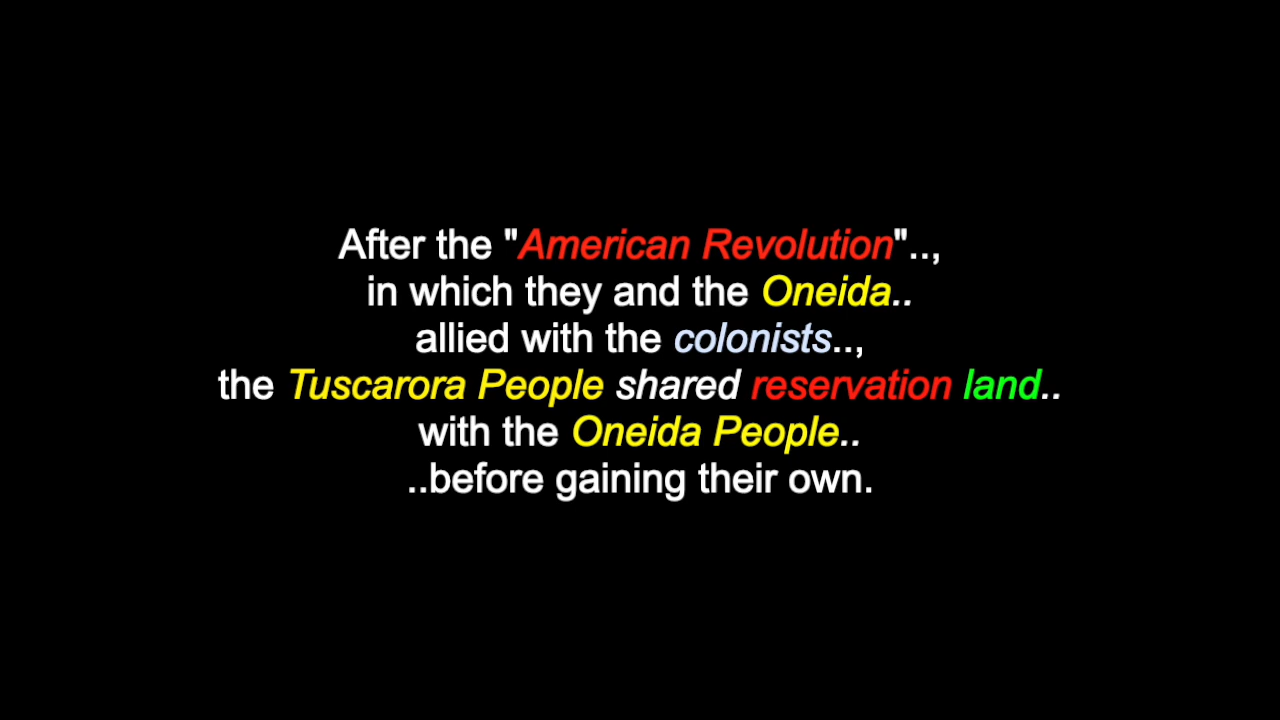 After the "American Revolution"..,
in which they and the Oneida..
allied with the colonists..,
the Tuscarora People shared reservation land..
with the Oneida People..
..before gaining their own.